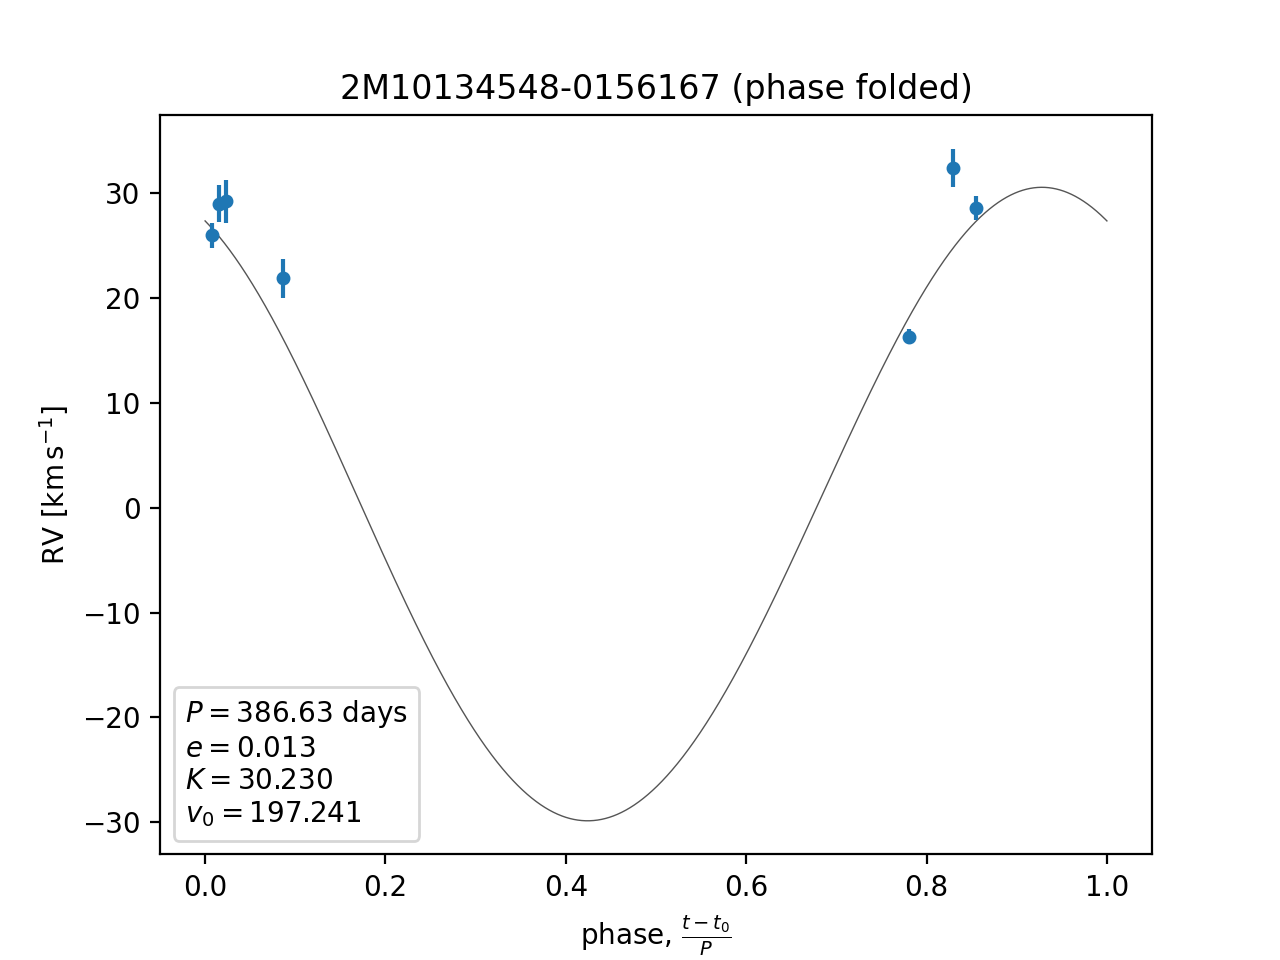 2M10134548-0156167 (phase folded)
RV [km s⁻¹]
30
20
10
0
−10
−20
−30
P = 386.63 days
e = 0.013
K = 30.230
v₀ = 197.241
0.0 0.2 0.4 0.6 0.8 1.0
phase, (t − t₀)/P